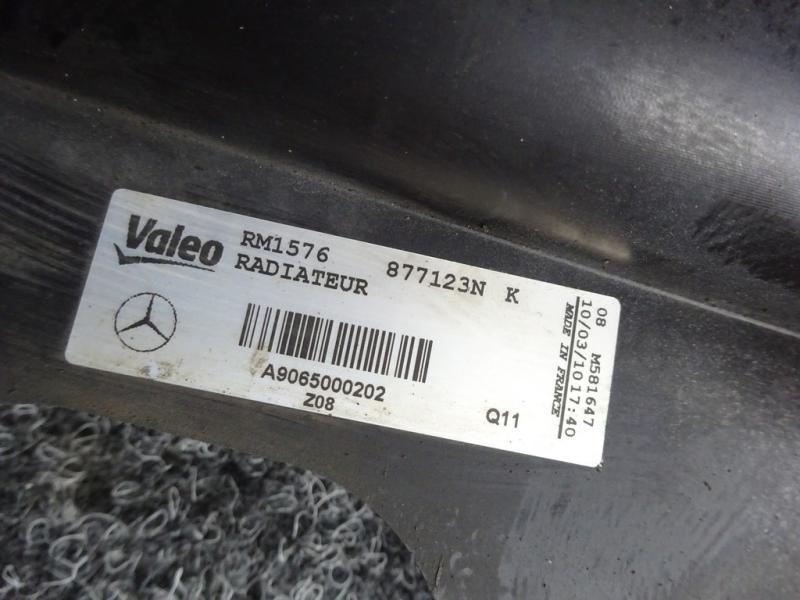 Valeo
RM1576 877123N K
RADIATEUR
A9065000202
Z08
Q11
08 M581647
10/03/10 17:40
MADE IN FRANCE